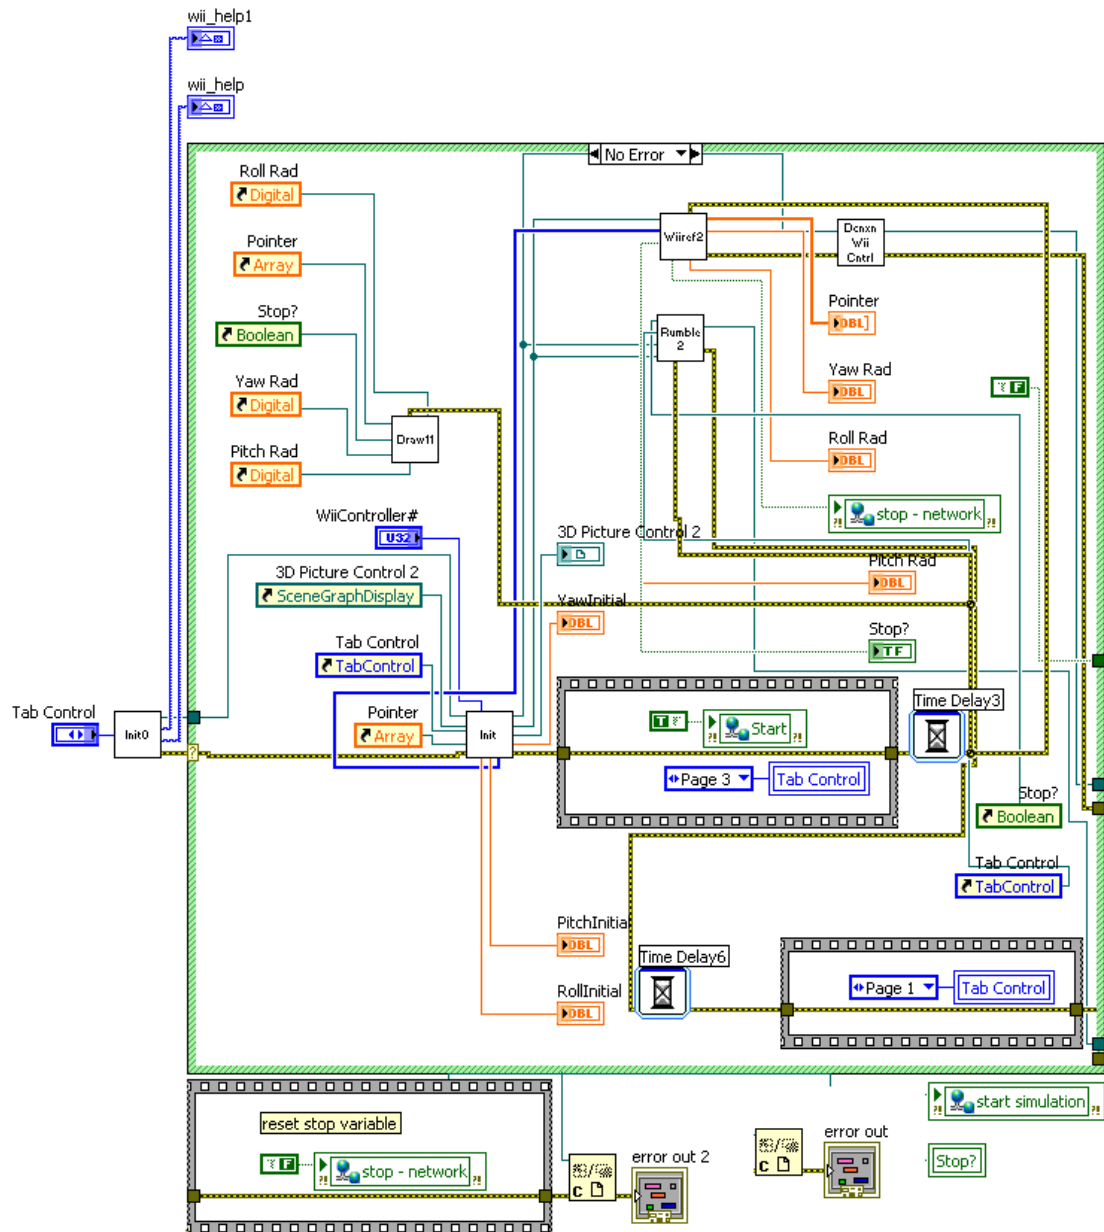 wii_help1
wii_help
No Error
Roll Rad
Digital
Pointer
Array
Stop?
Boolean
Yaw Rad
Digital
Pitch Rad
Digital
Draw11
Wiiref2
Dcnxn
Wii
Cntrl
Rumble
2
Pointer
DBL
Yaw Rad
DBL
Roll Rad
DBL
F
stop - network
?!
WiiController#
U32
3D Picture Control 2
SceneGraphDisplay
3D Picture Control 2
Pitch Rad
DBL
YawInitial
DBL
Stop?
TF
Tab Control
TabControl
Tab Control
Init0
?
Pointer
Array
Init
T
Start
?!
Page 3
Tab Control
Time Delay3
Stop?
Boolean
Tab Control
TabControl
PitchInitial
DBL
RollInitial
DBL
Time Delay6
Page 1
Tab Control
reset stop variable
F
stop - network
?!
C
error out 2
C
error out
?!
start simulation
?!
Stop?